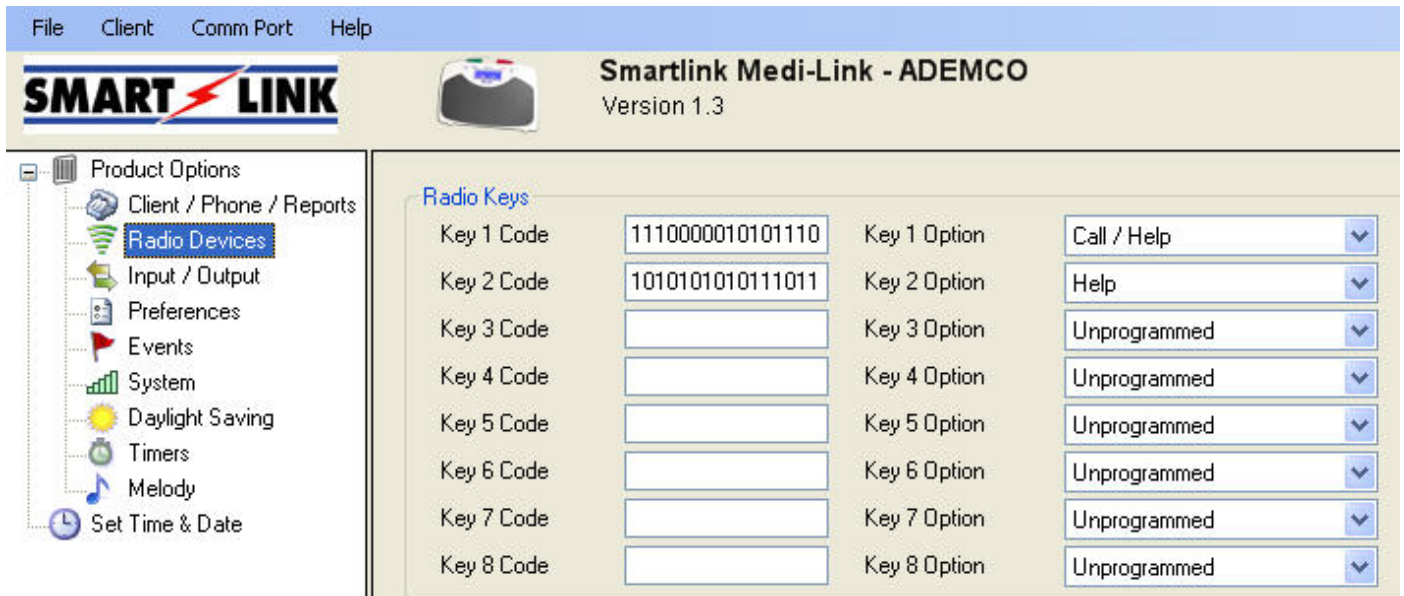 File Client Comm Port Help
SMART LINK
Smartlink Medi-Link - ADEMCO
Version 1.3
Product Options
Client / Phone / Reports
Radio Devices
Input / Output
Preferences
Events
System
Daylight Saving
Timers
Melody
Set Time & Date
Radio Keys
Key 1 Code 1110000010101110 Key 1 Option Call / Help
Key 2 Code 1010101010111011 Key 2 Option Help
Key 3 Code Key 3 Option Unprogrammed
Key 4 Code Key 4 Option Unprogrammed
Key 5 Code Key 5 Option Unprogrammed
Key 6 Code Key 6 Option Unprogrammed
Key 7 Code Key 7 Option Unprogrammed
Key 8 Code Key 8 Option Unprogrammed